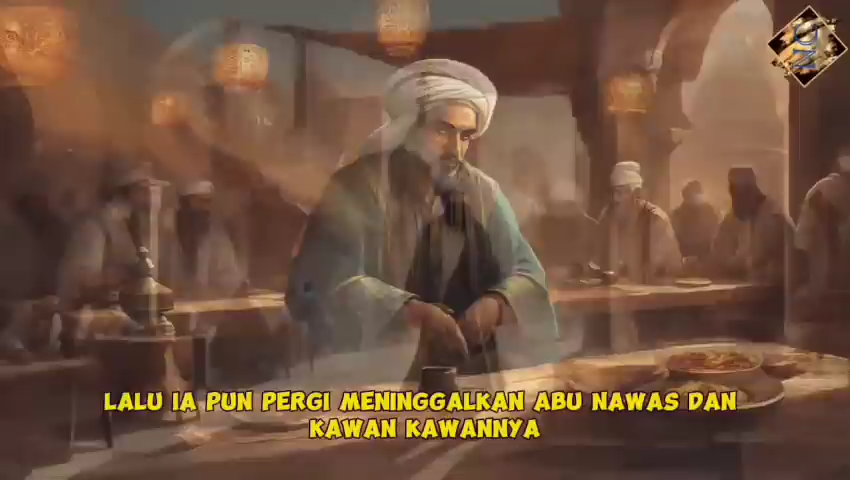 LALU IA PUN PERGI MENINGGALKAN ABU NAWAS DAN
KAWAN KAWANNYA